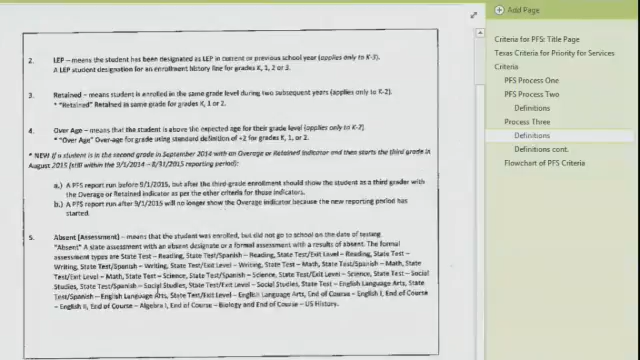 Add Page
2. LEP – means the student has been designated as LEP in current or previous school year (applies only to K-3).
A LEP student designation for an enrollment history line for grades K, 1, 2 or 3.
3. Retained – means student is enrolled in the same grade level during two subsequent years (applies only to K-2).
* "Retained" Retained in same grade for grades K, 1 or 2.
4. Over Age – means that the student is above the expected age for their grade level (applies only to K-2).
* "Over Age" Over-age for grade using standard definition of +2 for grades K, 1, or 2.
* NEW If a student is in the second grade in September 2014 with an Overage or Retained Indicator and then starts the third grade in
August 2015 (still within the 9/1/2014 – 8/31/2015 reporting period):
a.) A PFS report run before 9/1/2015, but after the third-grade enrollment should show the student as a third grader with
the Overage or Retained indicator as per the other criteria for those indicators.
b.) A PFS report run after 9/1/2015 will no longer show the Overage indicator because the new reporting period has
started.
5. Absent (Assessment) – means that the student was enrolled, but did not go to school on the date of testing.
"Absent" A state assessment with an absent designate or a formal assessment with a results of absent. The formal
assessment types are State Test – Reading, State Test/Spanish – Reading, State Test/Exit Level – Reading, State Test –
Writing, State Test/Spanish – Writing, State Test/Exit Level – Writing, State Test – Math, State Test/Spanish – Math, State
Test/Exit Level – Math, State Test – Science, State Test/Spanish – Science, State Test/Exit Level – Science, State Test – Social
Studies, State Test/Spanish – Social Studies, State Test/Exit Level – Social Studies, State Test – English Language Arts, State
Test/Spanish – English Language Arts, State Test/Exit Level – English Language Arts, End of Course – English I, End of Course
– English II, End of Course – Algebra I, End of Course – Biology and End of Course – US History.
Criteria for PFS: Title Page
Texas Criteria for Priority for Services
Criteria
PFS Process One
PFS Process Two
Definitions
Process Three
Definitions
Definitions cont.
Flowchart of PFS Criteria